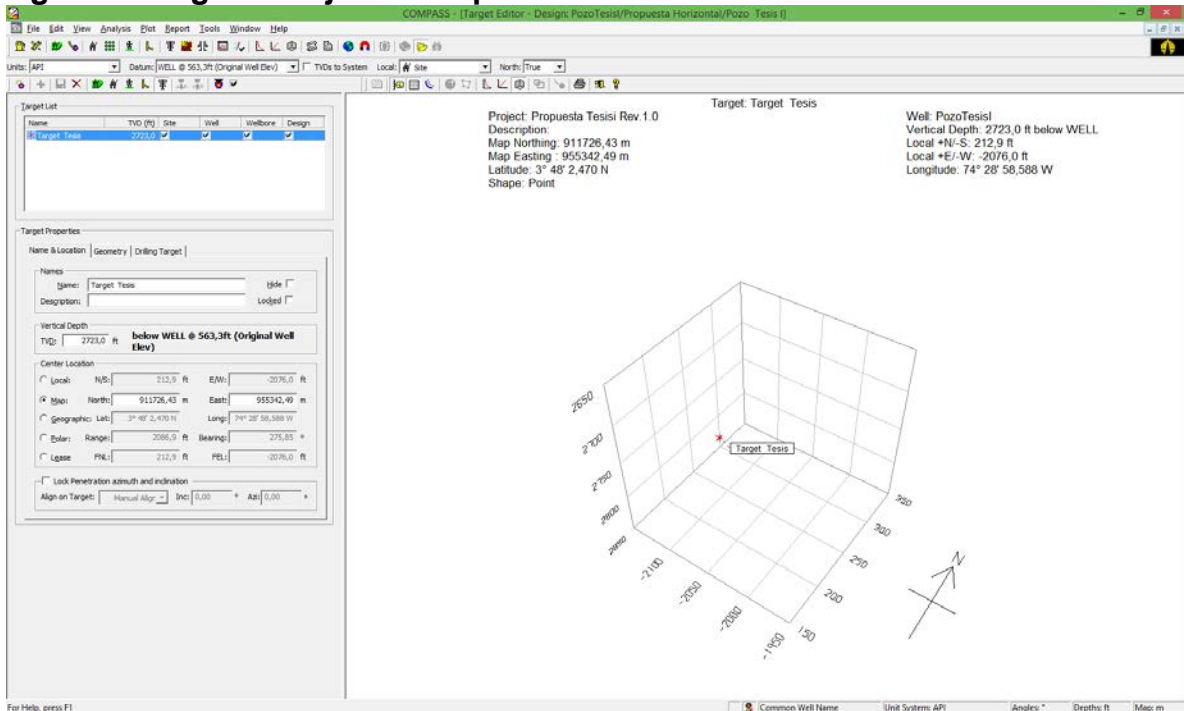 COMPASS - [Target Editor - Design: PozoTesisI/Propuesta Horizontal/Pozo Tesis I]
File Edit View Analysis Plot Report Tools Window Help
Units: API Datum: WELL @ 563,3ft (Original Well Elev) TVDs to System Local: Site North: True
Target List
Name TVD (ft) Site Well Wellbore Design
Target Tesis 2723,0
Target Properties
Name & Location Geometry Drilling Target
Names
Name: Target Tesis Hide
Description: Locked
Vertical Depth
TVD: 2723,0 ft below WELL @ 563,3ft (Original Well
Elev)
Center Location
Local: N/S: 212,9 ft E/W: -2076,0 ft
Map: North: 911726,43 m East: 955342,49 m
Geographic: Lat: 3° 48' 2,470 N Long: 74° 28' 58,588 W
Polar: Range: 2086,9 ft Bearing: 275,85 °
Lease FNL: 212,9 ft FEL: -2076,0 ft
Lock Penetration azimuth and inclination
Align on Target: Manual Align Inc: 0,00 ° Azi: 0,00 °
Target: Target Tesis
Project: Propuesta Tesisi Rev.1.0
Description:
Map Northing: 911726,43 m
Map Easting : 955342,49 m
Latitude: 3° 48' 2,470 N
Shape: Point
Well: PozoTesisI
Vertical Depth: 2723,0 ft below WELL
Local +N/-S: 212,9 ft
Local +E/-W: -2076,0 ft
Longitude: 74° 28' 58,588 W
2650
2700
2750
2800
2850
Target Tesis
-2100
-2050
-2000
-1950
150
200
250
300
350
N
For Help, press F1
Common Well Name Unit System: API Angles: ° Depths: ft Map: m